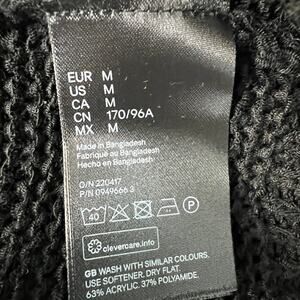 EUR M
US M
CA M
CN 170/96A
MX M
Made in Bangladesh
Fabriqué au Bangladesh
Hecho en Bangladesh
O/N 220417
P/N 0949666 3
40
clevercare.info
GB WASH WITH SIMILAR COLOURS.
USE SOFTENER. DRY FLAT.
63% ACRYLIC. 37% POLYAMIDE.